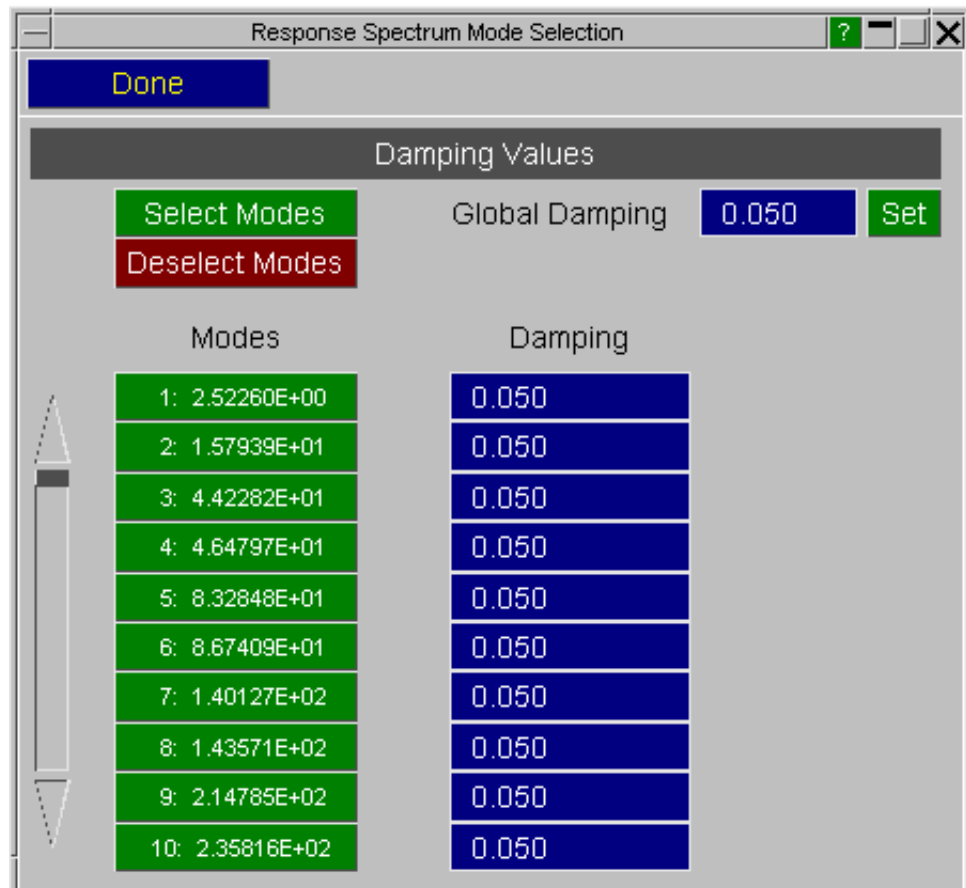 Response Spectrum Mode Selection ?
Done
Damping Values
Select Modes Global Damping 0.050 Set
Deselect Modes
Modes Damping
1: 2.52260E+00 0.050
2: 1.57939E+01 0.050
3: 4.42282E+01 0.050
4: 4.64797E+01 0.050
5: 8.32848E+01 0.050
6: 8.67409E+01 0.050
7: 1.40127E+02 0.050
8: 1.43571E+02 0.050
9: 2.14785E+02 0.050
10: 2.35816E+02 0.050